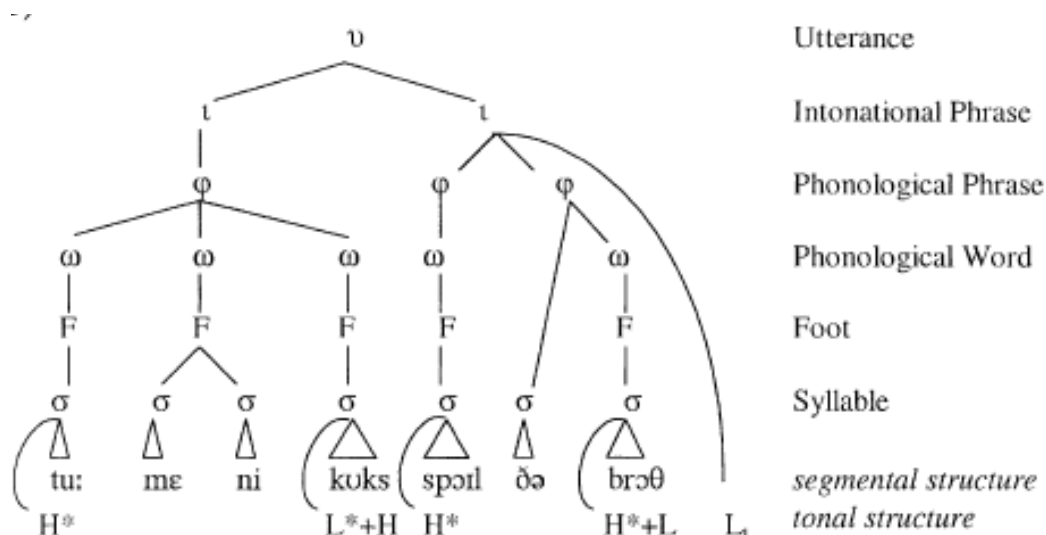 υ Utterance
ι ι Intonational Phrase
φ φ φ Phonological Phrase
ω ω ω ω ω Phonological Word
F F F F F Foot
σ σ σ σ σ σ σ Syllable
tuː mɛ ni kʊks spɔɪl ðə brɔθ segmental structure
H* L*+H H* H*+L Lι tonal structure